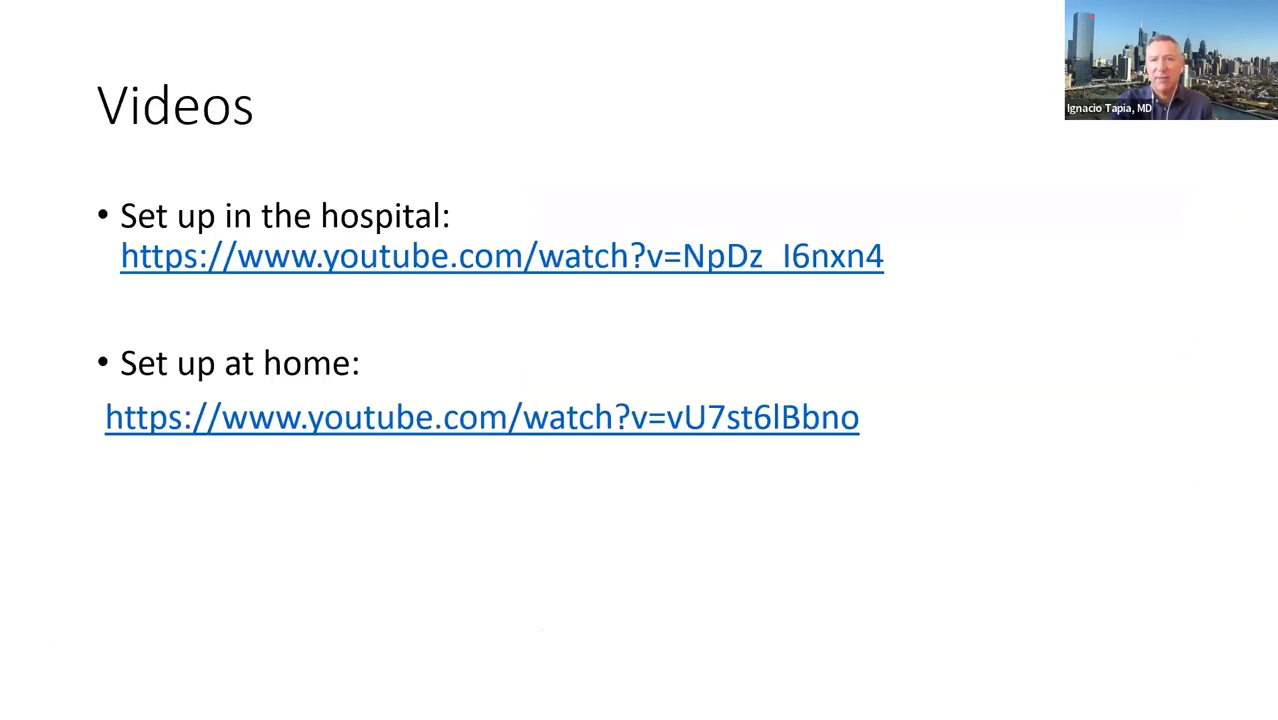 Videos
Ignacio Tapia, MD
• Set up in the hospital:
https://www.youtube.com/watch?v=NpDz_I6nxn4
• Set up at home:
https://www.youtube.com/watch?v=vU7st6lBbno